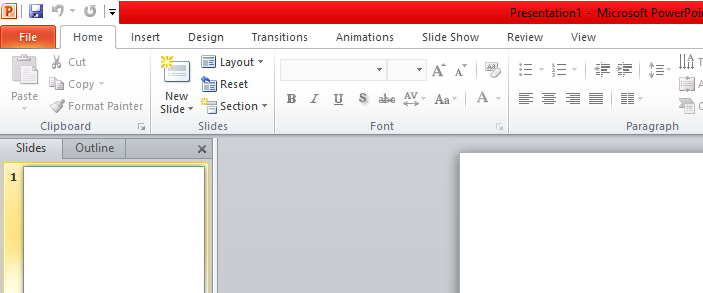 Presentation1 - Microsoft PowerPoin
File Home Insert Design Transitions Animations Slide Show Review View
Paste
Cut
Copy
Format Painter
Clipboard
New
Slide
Layout
Reset
Section
Slides
B I U S abc AV Aa A
Font
Paragraph
Slides Outline
1